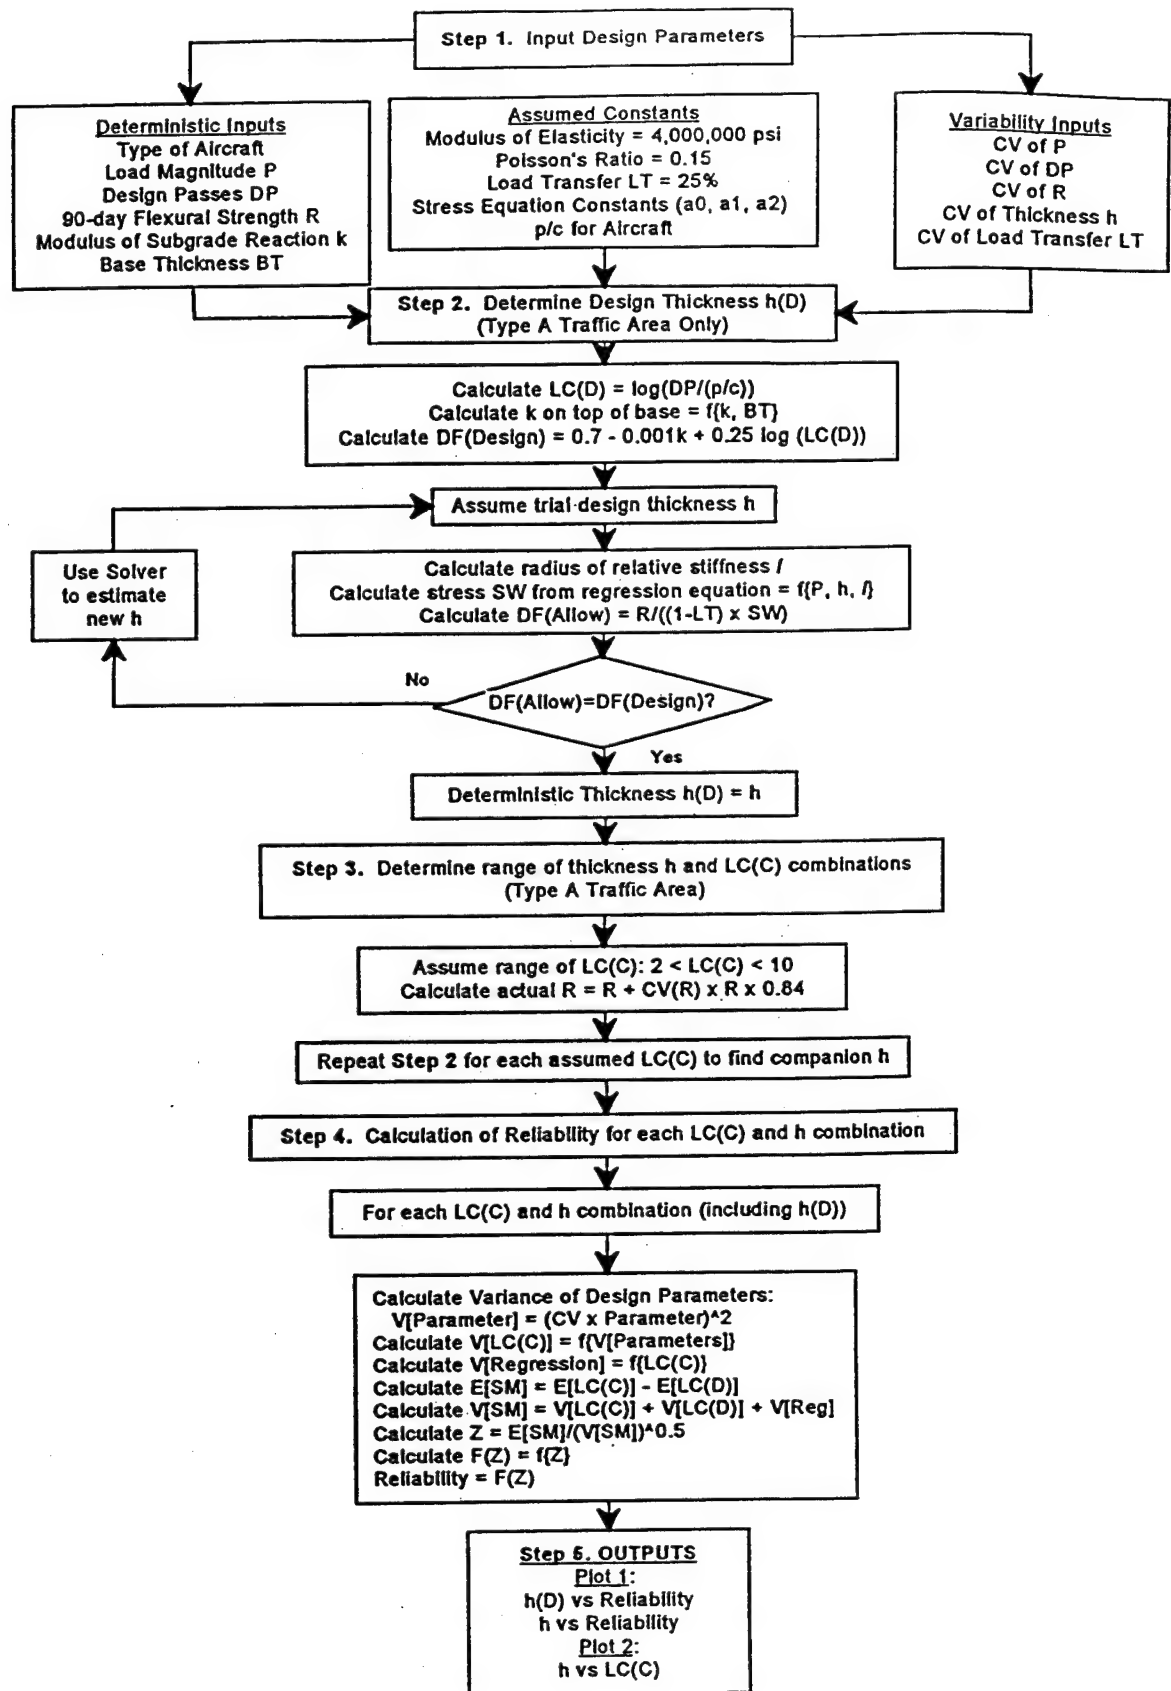 Step 1. Input Design Parameters
Deterministic Inputs
Type of Aircraft
Load Magnitude P
Design Passes DP
90-day Flexural Strength R
Modulus of Subgrade Reaction k
Base Thickness BT
Assumed Constants
Modulus of Elasticity = 4,000,000 psi
Poisson's Ratio = 0.15
Load Transfer LT = 25%
Stress Equation Constants (a0, a1, a2)
p/c for Aircraft
Variability Inputs
CV of P
CV of DP
CV of R
CV of Thickness h
CV of Load Transfer LT
Step 2. Determine Design Thickness h(D)
(Type A Traffic Area Only)
Calculate LC(D) = log(DP/(p/c))
Calculate k on top of base = f{k, BT}
Calculate DF(Design) = 0.7 - 0.001k + 0.25 log (LC(D))
Assume trial design thickness h
Use Solver
to estimate
new h
Calculate radius of relative stiffness l
Calculate stress SW from regression equation = f{P, h, l}
Calculate DF(Allow) = R/((1-LT) x SW)
No
DF(Allow)=DF(Design)?
Yes
Deterministic Thickness h(D) = h
Step 3. Determine range of thickness h and LC(C) combinations
(Type A Traffic Area)
Assume range of LC(C): 2 < LC(C) < 10
Calculate actual R = R + CV(R) x R x 0.84
Repeat Step 2 for each assumed LC(C) to find companion h
Step 4. Calculation of Reliability for each LC(C) and h combination
For each LC(C) and h combination (including h(D))
Calculate Variance of Design Parameters:
V[Parameter] = (CV x Parameter)^2
Calculate V[LC(C)] = f{V[Parameters]}
Calculate V[Regression] = f{LC(C)}
Calculate E[SM] = E[LC(C)] - E[LC(D)]
Calculate V[SM] = V[LC(C)] + V[LC(D)] + V[Reg]
Calculate Z = E[SM]/(V[SM])^0.5
Calculate F(Z) = f{Z}
Reliability = F(Z)
Step 5. OUTPUTS
Plot 1:
h(D) vs Reliability
h vs Reliability
Plot 2:
h vs LC(C)